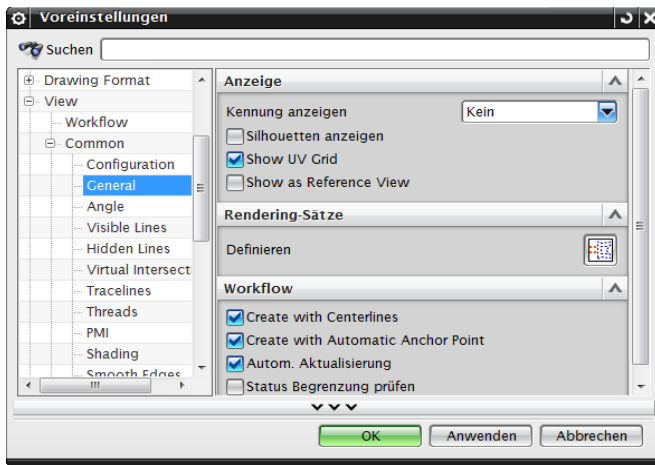 Voreinstellungen
Suchen
Drawing Format
View
Workflow
Common
Configuration
General
Angle
Visible Lines
Hidden Lines
Virtual Intersect
Tracelines
Threads
PMI
Shading
Smooth Edges
Anzeige
Kennung anzeigen Kein
Silhouetten anzeigen
Show UV Grid
Show as Reference View
Rendering-Sätze
Definieren
Workflow
Create with Centerlines
Create with Automatic Anchor Point
Autom. Aktualisierung
Status Begrenzung prüfen
OK Anwenden Abbrechen